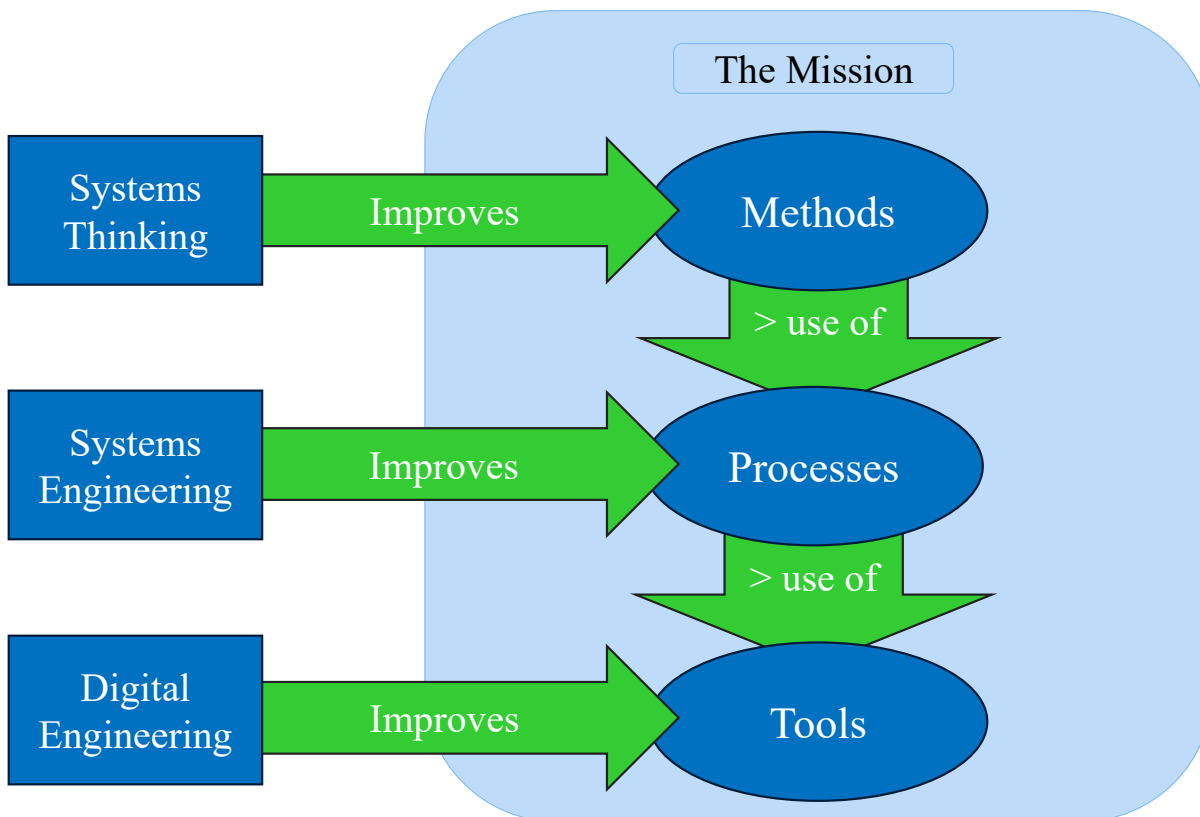 The Mission
Systems
Thinking
Improves
Methods
> use of
Systems
Engineering
Improves
Processes
> use of
Digital
Engineering
Improves
Tools